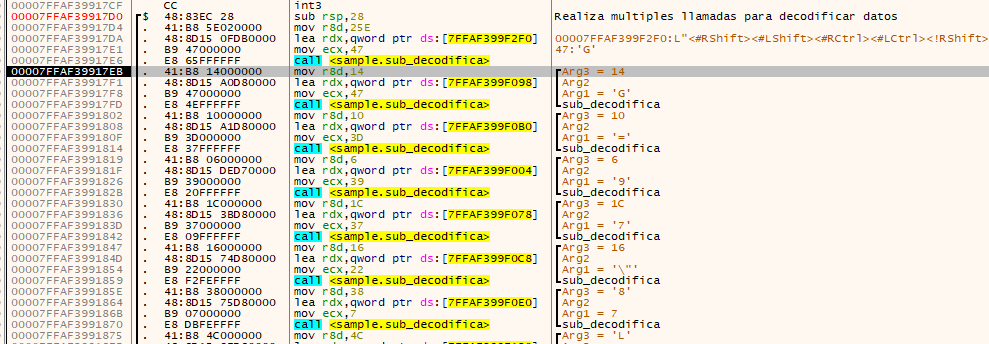 00007FFAF39917CF CC int3
00007FFAF39917D0 $ 48:83EC 28 sub rsp,28 Realiza multiples llamadas para decodificar datos
00007FFAF39917D4 . 41:B8 5E020000 mov r8d,25E
00007FFAF39917DA . 48:8D15 0FDB0000 lea rdx,qword ptr ds:[7FFAF399F2F0] 00007FFAF399F2F0:L"<#RShift><#LShift><#RCtrl><#LCtrl><!RShift>
00007FFAF39917E1 . B9 47000000 mov ecx,47 47:'G'
00007FFAF39917E6 . E8 65FFFFFF call <sample.sub_decodifica>
00007FFAF39917EB . 41:B8 14000000 mov r8d,14 Arg3 = 14
00007FFAF39917F1 . 48:8D15 A0D80000 lea rdx,qword ptr ds:[7FFAF399F098] Arg2
00007FFAF39917F8 . B9 47000000 mov ecx,47 Arg1 = 'G'
00007FFAF39917FD . E8 4EFFFFFF call <sample.sub_decodifica> sub_decodifica
00007FFAF3991802 . 41:B8 10000000 mov r8d,10 Arg3 = 10
00007FFAF3991808 . 48:8D15 A1D80000 lea rdx,qword ptr ds:[7FFAF399F0B0] Arg2
00007FFAF399180F . B9 3D000000 mov ecx,3D Arg1 = '='
00007FFAF3991814 . E8 37FFFFFF call <sample.sub_decodifica> sub_decodifica
00007FFAF3991819 . 41:B8 06000000 mov r8d,6 Arg3 = 6
00007FFAF399181F . 48:8D15 DED70000 lea rdx,qword ptr ds:[7FFAF399F004] Arg2
00007FFAF3991826 . B9 39000000 mov ecx,39 Arg1 = '9'
00007FFAF399182B . E8 20FFFFFF call <sample.sub_decodifica> sub_decodifica
00007FFAF3991830 . 41:B8 1C000000 mov r8d,1C Arg3 = 1C
00007FFAF3991836 . 48:8D15 3BD80000 lea rdx,qword ptr ds:[7FFAF399F078] Arg2
00007FFAF399183D . B9 37000000 mov ecx,37 Arg1 = '7'
00007FFAF3991842 . E8 09FFFFFF call <sample.sub_decodifica> sub_decodifica
00007FFAF3991847 . 41:B8 16000000 mov r8d,16 Arg3 = 16
00007FFAF399184D . 48:8D15 74D80000 lea rdx,qword ptr ds:[7FFAF399F0C8] Arg2
00007FFAF3991854 . B9 22000000 mov ecx,22 Arg1 = '\"'
00007FFAF3991859 . E8 F2FEFFFF call <sample.sub_decodifica> sub_decodifica
00007FFAF399185E . 41:B8 38000000 mov r8d,38 Arg3 = '8'
00007FFAF3991864 . 48:8D15 75D80000 lea rdx,qword ptr ds:[7FFAF399F0E0] Arg2
00007FFAF399186B . B9 07000000 mov ecx,7 Arg1 = 7
00007FFAF3991870 . E8 DBFEFFFF call <sample.sub_decodifica> sub_decodifica
00007FFAF3991875 . 41:B8 4C000000 mov r8d,4C Arg3 = 'L'